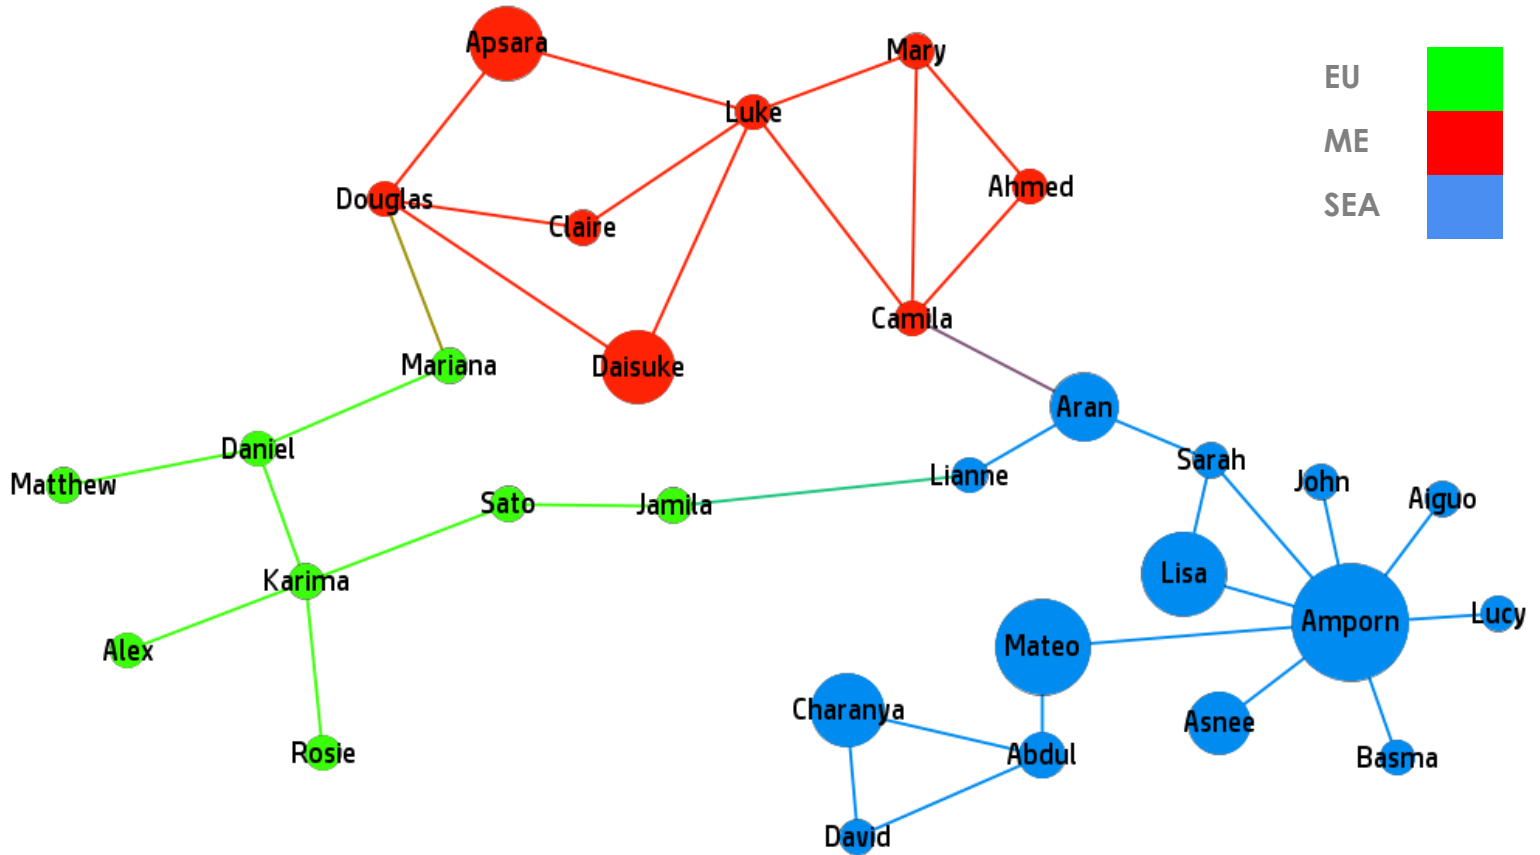 Apsara
Mary
EU
Luke
ME
Ahmed
Douglas
SEA
Claire
Camila
Mariana
Daisuke
Aran
Daniel
Sarah
Matthew
Lianne
John
Aiguo
Sato
Jamila
Karima
Lisa
Lucy
Amporn
Alex
Mateo
Charanya
Asnee
Rosie
Abdul
Basma
David